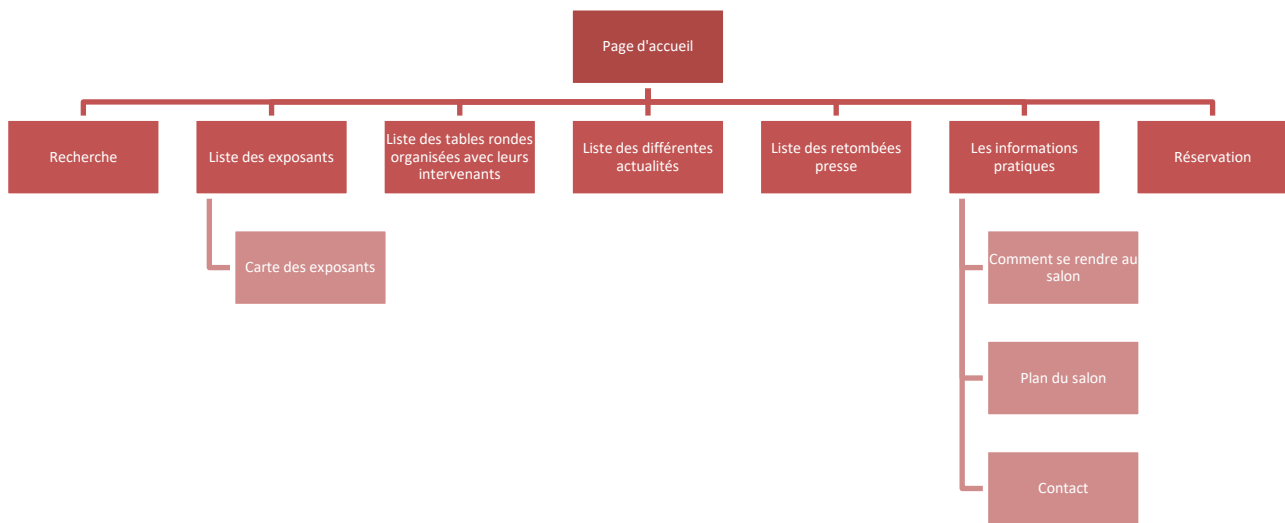 Page d'accueil
Recherche
Liste des exposants
Liste des tables rondes
organisées avec leurs
intervenants
Liste des différentes
actualités
Liste des retombées
presse
Les informations
pratiques
Réservation
Carte des exposants
Comment se rendre au
salon
Plan du salon
Contact